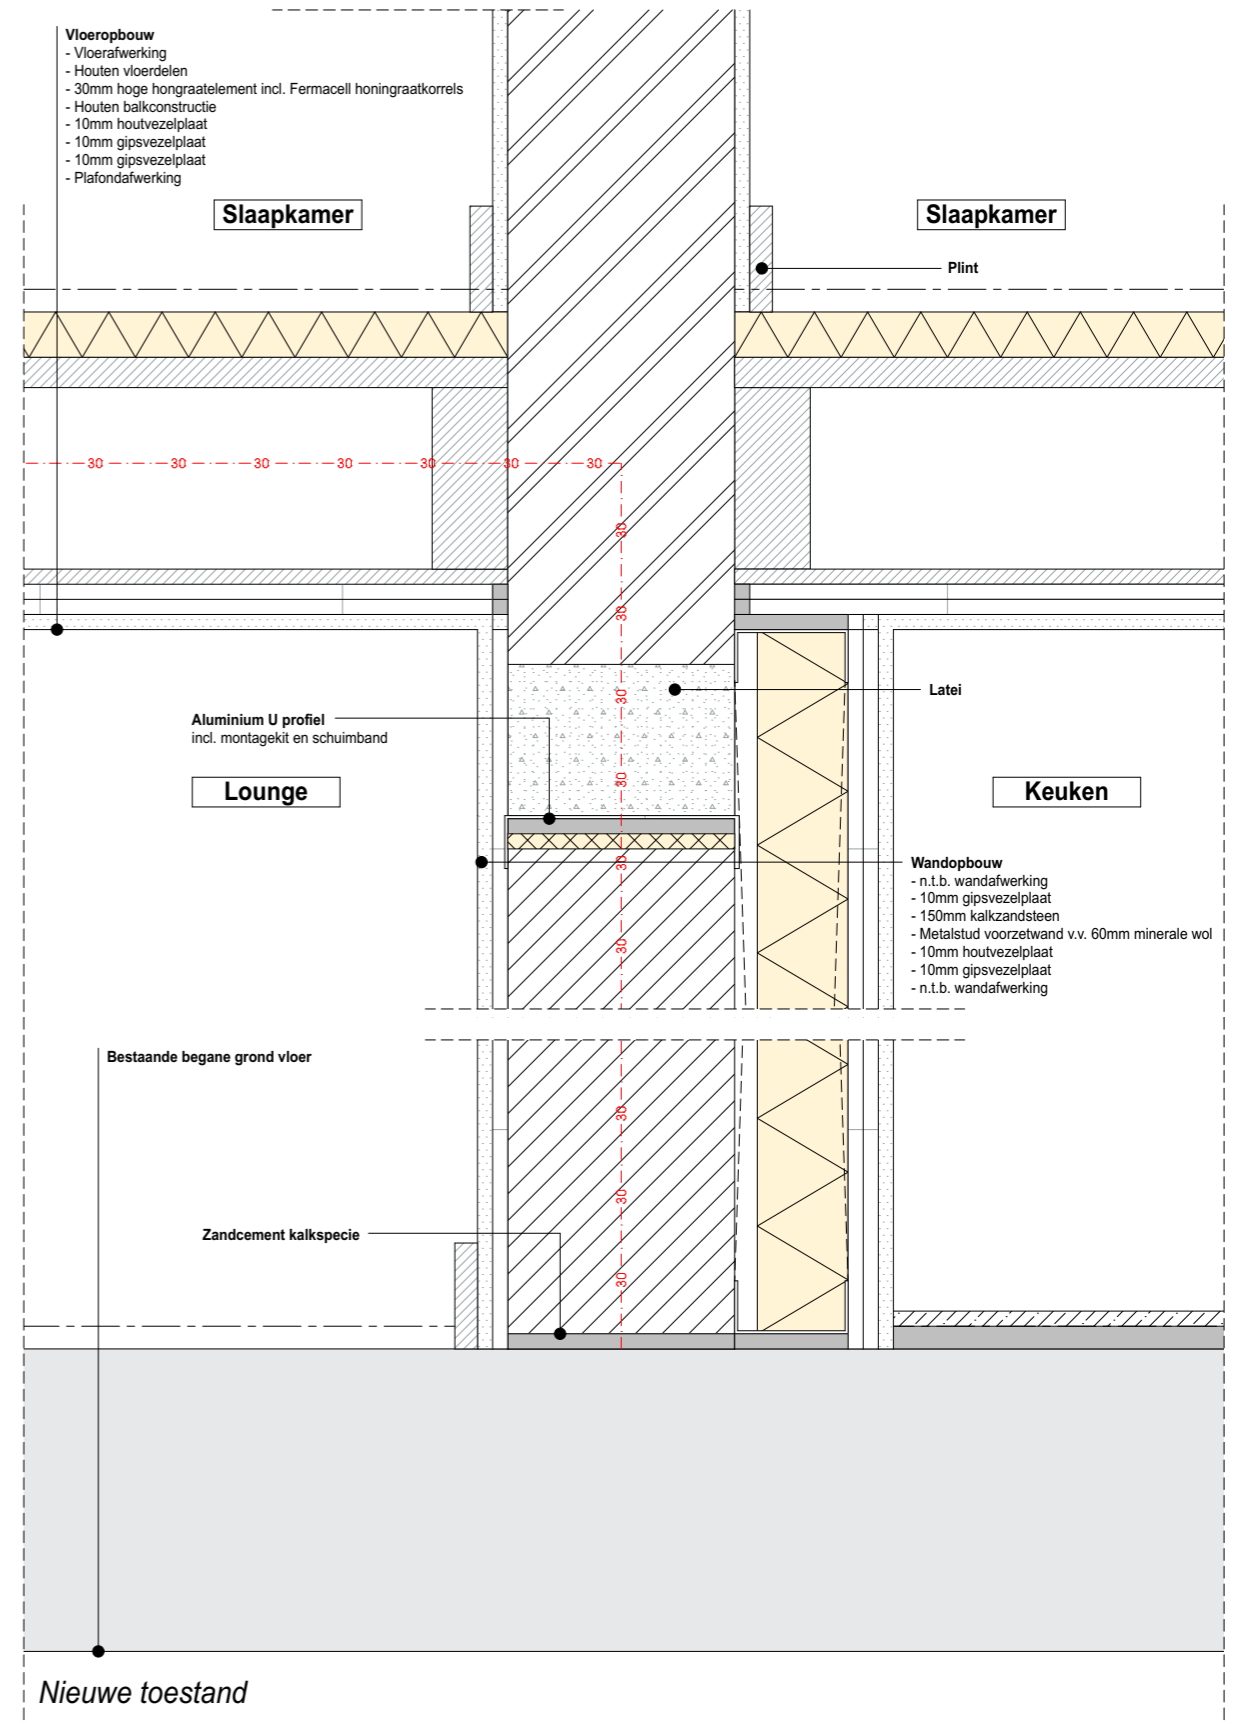 Vloeropbouw
- Vloerafwerking
- Houten vloerdelen
- 30mm hoge hongraatelement incl. Fermacell honingraatkorrels
- Houten balkconstructie
- 10mm houtvezelplaat
- 10mm gipsvezelplaat
- 10mm gipsvezelplaat
- Plafondafwerking
Slaapkamer
Slaapkamer
Plint
30 30 30 30 30 30 30
30
30
30
30
30
30
30
30
30
Latei
Aluminium U profiel
incl. montagekit en schuimband
Lounge
Keuken
Wandopbouw
- n.t.b. wandafwerking
- 10mm gipsvezelplaat
- 150mm kalkzandsteen
- Metalstud voorzetwand v.v. 60mm minerale wol
- 10mm houtvezelplaat
- 10mm gipsvezelplaat
- n.t.b. wandafwerking
Bestaande begane grond vloer
Zandcement kalkspecie
Nieuwe toestand